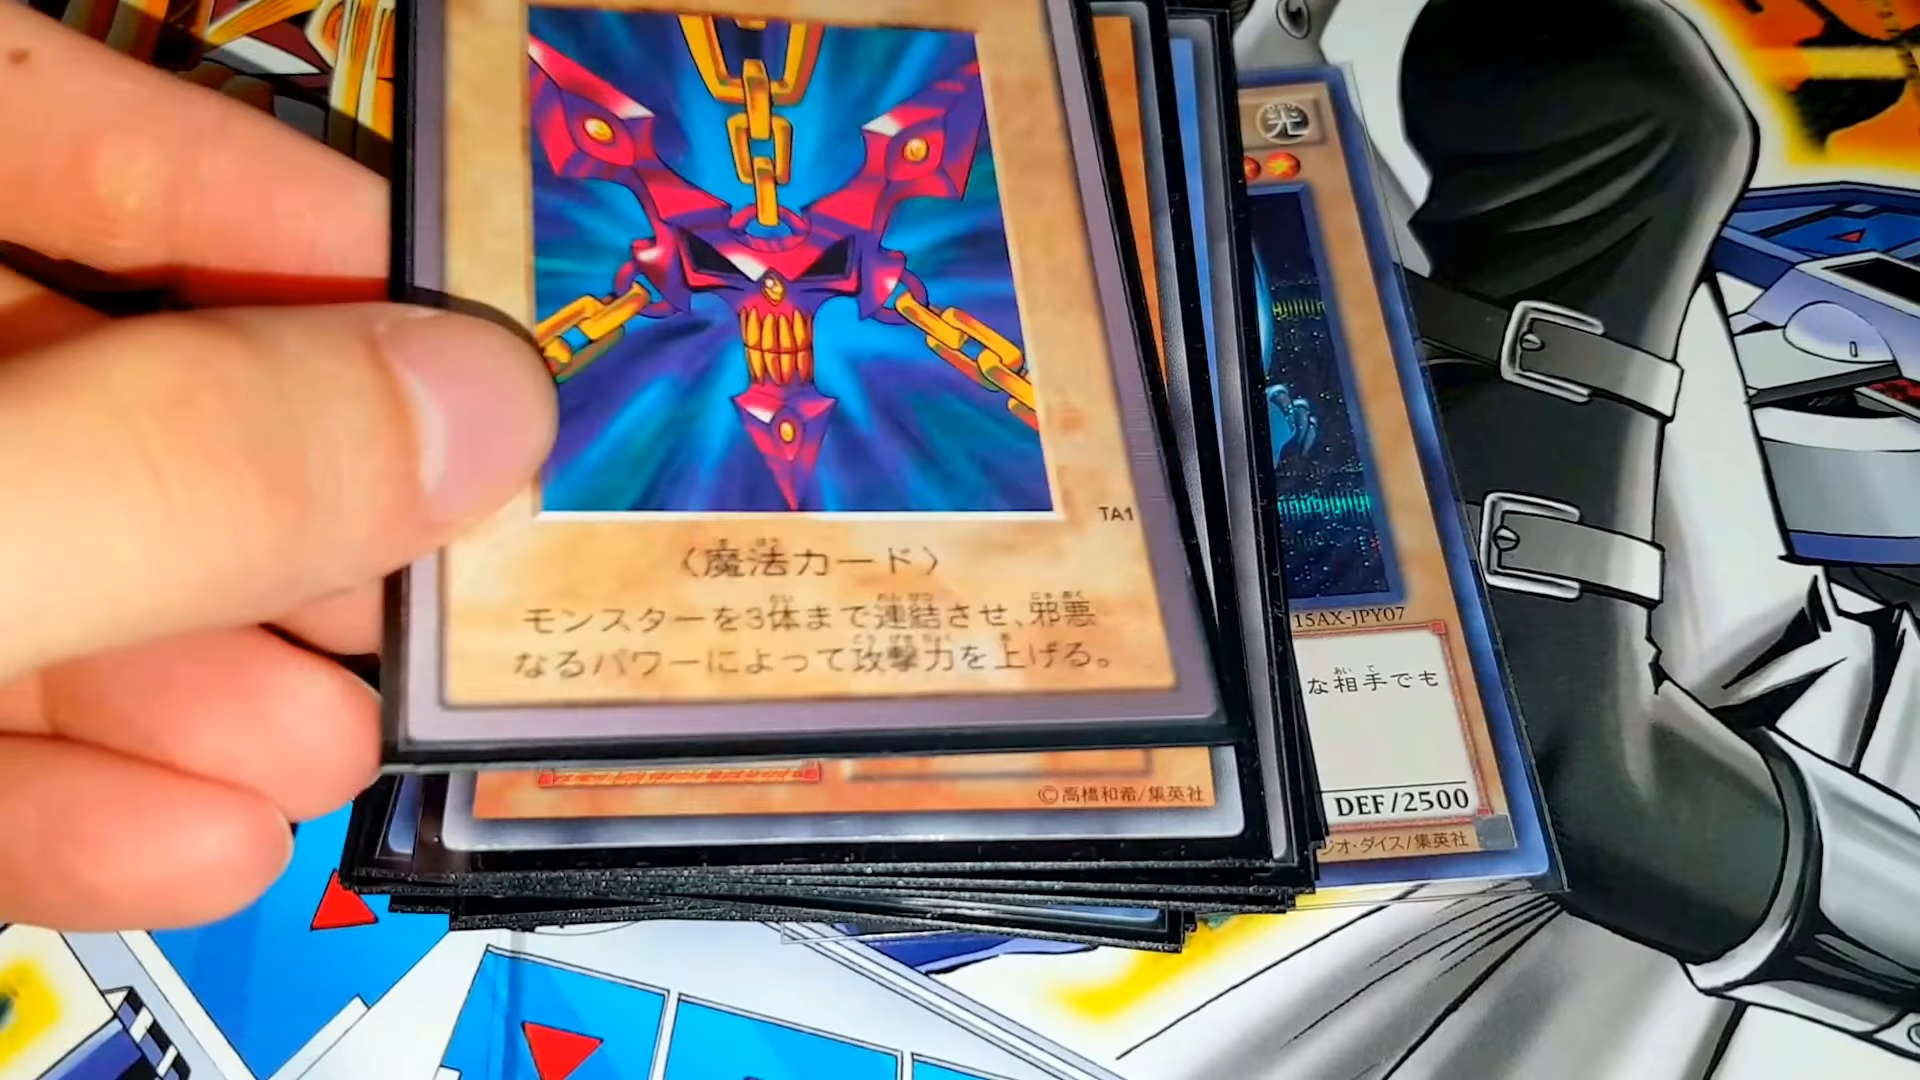 光
TA1
〈魔法カード〉
モンスターを3体まで連結させ、邪悪
なるパワーによって攻撃力を上げる。
©高橋和希/集英社
15AX-JPY07
な相手でも
DEF/2500
ジオ・ダイス/集英社